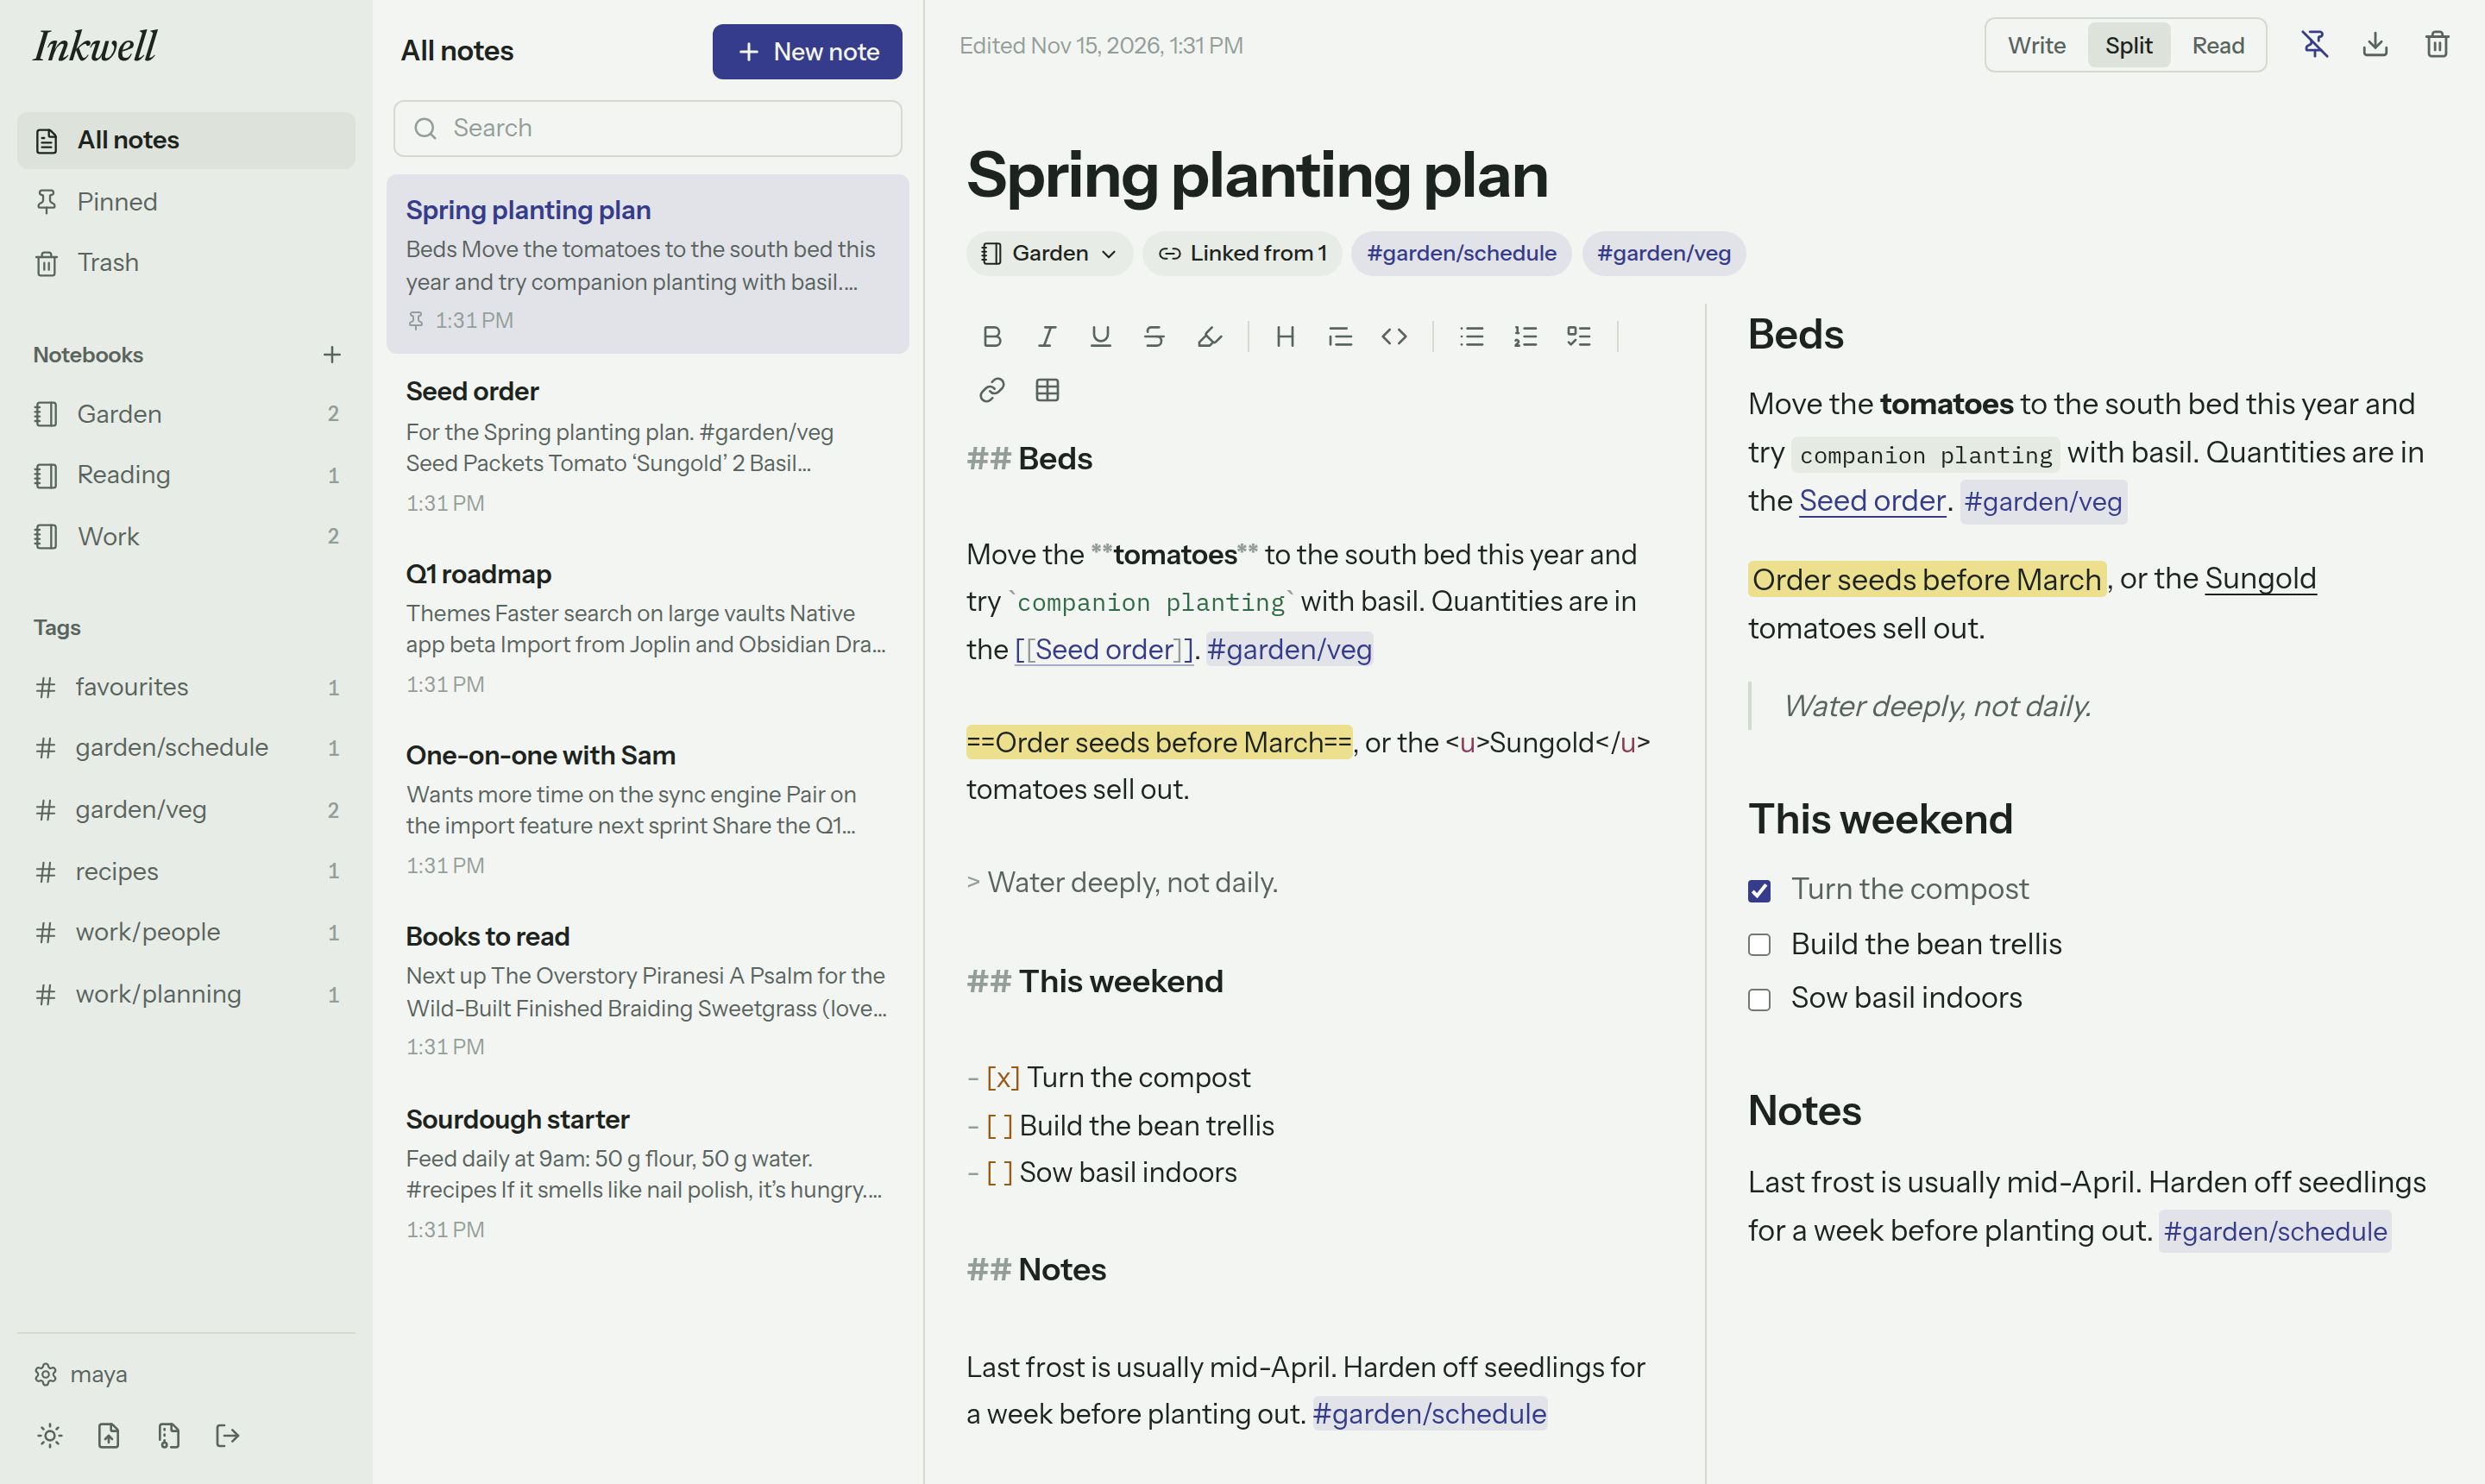 Inkwell
All notes
Pinned
Trash
Notebooks
Garden 2
Reading 1
Work 2
Tags
# favourites 1
# garden/schedule 1
# garden/veg 2
# recipes 1
# work/people 1
# work/planning 1
maya
All notes
+ New note
Search
Spring planting plan
Beds Move the tomatoes to the south bed this
year and try companion planting with basil.…
1:31 PM
Seed order
For the Spring planting plan. #garden/veg
Seed Packets Tomato ‘Sungold’ 2 Basil…
1:31 PM
Q1 roadmap
Themes Faster search on large vaults Native
app beta Import from Joplin and Obsidian Dra…
1:31 PM
One-on-one with Sam
Wants more time on the sync engine Pair on
the import feature next sprint Share the Q1…
1:31 PM
Books to read
Next up The Overstory Piranesi A Psalm for the
Wild-Built Finished Braiding Sweetgrass (love…
1:31 PM
Sourdough starter
Feed daily at 9am: 50 g flour, 50 g water.
#recipes If it smells like nail polish, it’s hungry.…
1:31 PM
Edited Nov 15, 2026, 1:31 PM
Write Split Read
Spring planting plan
Garden Linked from 1 #garden/schedule #garden/veg
## Beds
Move the **tomatoes** to the south bed this year and
try `companion planting` with basil. Quantities are in
the [[Seed order]]. #garden/veg
==Order seeds before March==, or the <u>Sungold</u>
tomatoes sell out.
> Water deeply, not daily.
## This weekend
- [x] Turn the compost
- [ ] Build the bean trellis
- [ ] Sow basil indoors
## Notes
Last frost is usually mid-April. Harden off seedlings for
a week before planting out. #garden/schedule
Beds
Move the tomatoes to the south bed this year and
try companion planting with basil. Quantities are in
the Seed order. #garden/veg
Order seeds before March, or the Sungold
tomatoes sell out.
Water deeply, not daily.
This weekend
Turn the compost
Build the bean trellis
Sow basil indoors
Notes
Last frost is usually mid-April. Harden off seedlings
for a week before planting out. #garden/schedule